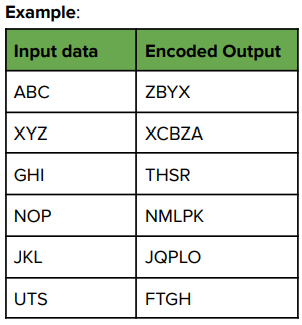 Example:
Input data Encoded Output
ABC ZBYX
XYZ XCBZA
GHI THSR
NOP NMLPK
JKL JQPLO
UTS FTGH